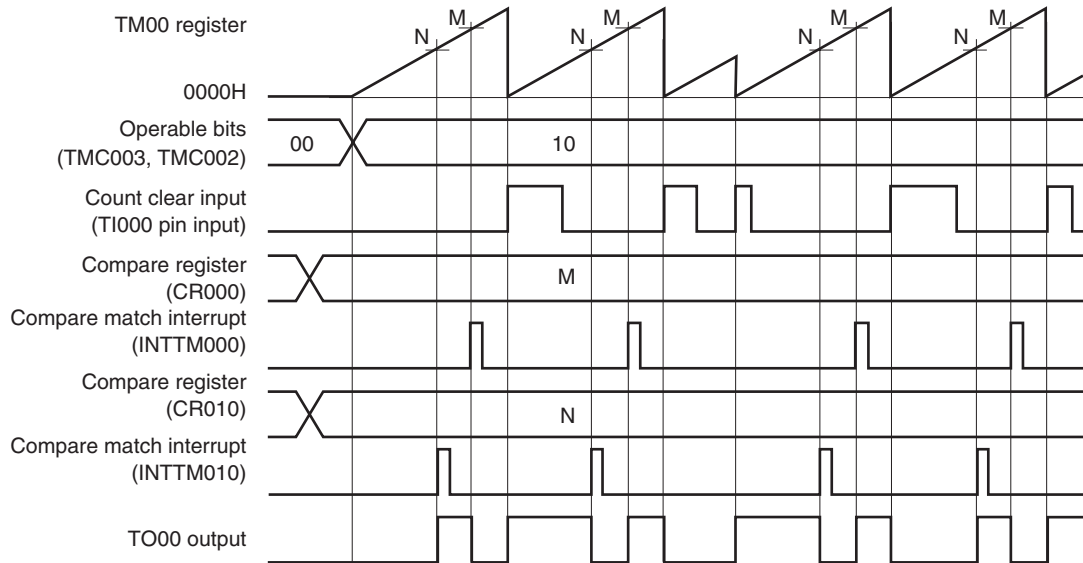 TM00 register
M
N
M
N
M
N
M
N
0000H
Operable bits
(TMC003, TMC002)
00
10
Count clear input
(TI000 pin input)
Compare register
(CR000)
M
Compare match interrupt
(INTTM000)
Compare register
(CR010)
N
Compare match interrupt
(INTTM010)
TO00 output